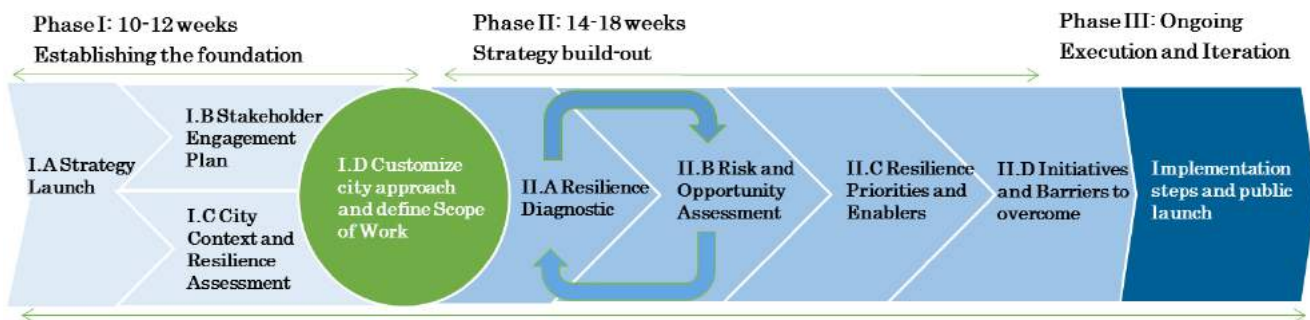 Phase I: 10-12 weeks
Establishing the foundation
Phase II: 14-18 weeks
Strategy build-out
Phase III: Ongoing
Execution and Iteration
I.A Strategy
Launch
I.B Stakeholder
Engagement
Plan
I.C City
Context and
Resilience
Assessment
I.D Customize
city approach
and define Scope
of Work
II.A Resilience
Diagnostic
II.B Risk and
Opportunity
Assessment
II.C Resilience
Priorities and
Enablers
II.D Initiatives
and Barriers to
overcome
Implementation
steps and public
launch